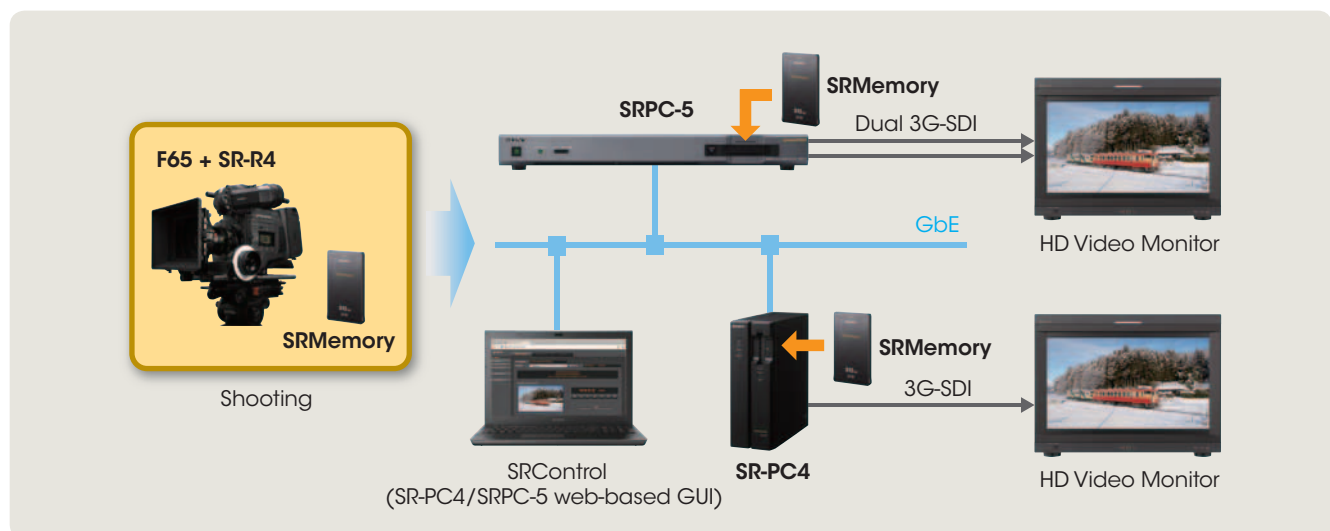 F65 + SR-R4
SRMemory
Shooting
SRPC-5
SRMemory
Dual 3G-SDI
HD Video Monitor
GbE
SRControl
(SR-PC4/SRPC-5 web-based GUI)
SR-PC4
SRMemory
3G-SDI
HD Video Monitor